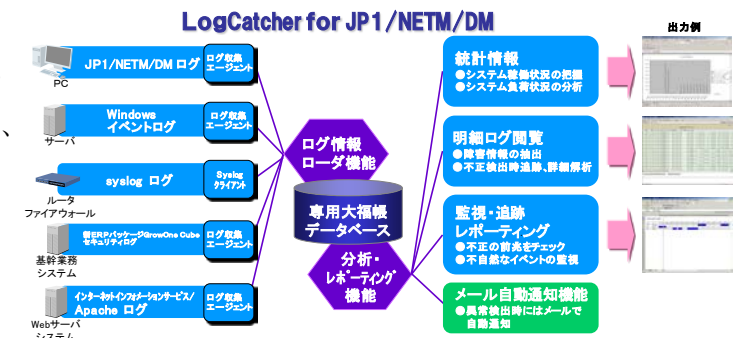 LogCatcher for JP1/NETM/DM
出力例
JP1/NETM/DM ログ
ログ収集
エージェント
PC
Windows
イベントログ
ログ収集
エージェント
サーバ
、
syslog ログ
Syslog
クライアント
ルータ
ファイアウォール
新ERPパッケージGrowOne Cube
セキュリティログ
ログ収集
エージェント
基幹業務
システム
インターネットインフォメーションサービス/
Apache ログ
ログ収集
エージェント
Webサーバ
システム
ログ情報
ローダ機能
専用大福帳
データベース
分析・
レポーティング
機能
統計情報
●システム稼働状況の把握
●システム負荷状況の分析
明細ログ閲覧
●障害情報の抽出
●不正検出時追跡、詳細解析
監視・追跡
レポーティング
●不正の前兆をチェック
●不自然なイベントの監視
メール自動通知機能
●異常検出時にはメールで
自動通知